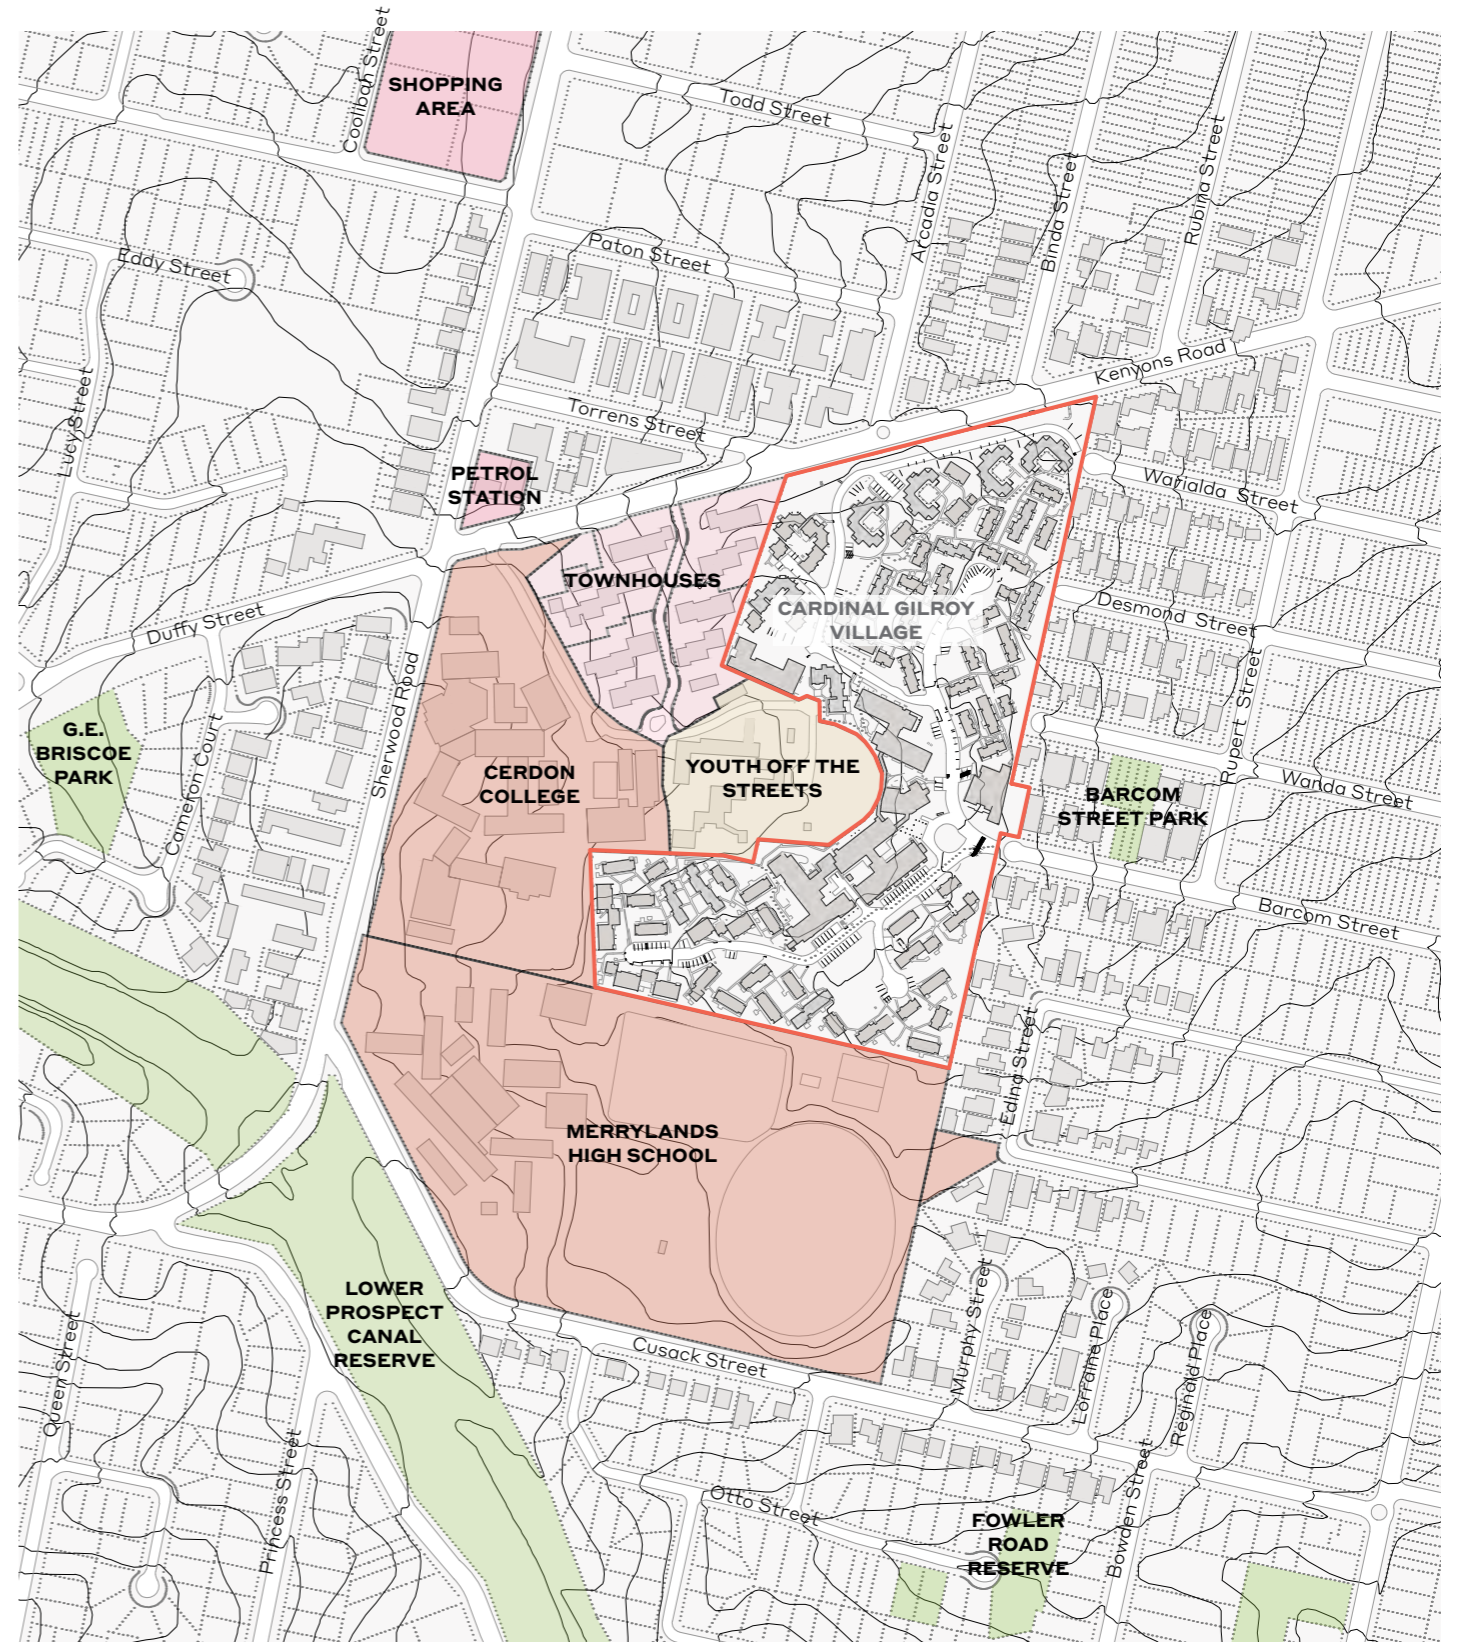 Coolibah Street
SHOPPING
AREA
Todd Street
Arcadia Street
Binda Street
Rubina Street
Eddy Street
Paton Street
Kenyons Road
Lucy Street
Torrens Street
PETROL
STATION
Warialda Street
TOWNHOUSES
CARDINAL GILROY
VILLAGE
Desmond Street
Duffy Street
Sherwood Road
Rupert Street
G.E.
BRISCOE
PARK
Cameron Court
CERDON
COLLEGE
YOUTH OFF THE
STREETS
BARCOM
STREET PARK
Wanda Street
Barcom Street
Edlna Street
MERRYLANDS
HIGH SCHOOL
LOWER
PROSPECT
CANAL
RESERVE
Queen Street
Princess Street
Cusack Street
Murphy Street
Lorraine Place
Reginald Place
Otto Street
FOWLER
ROAD
RESERVE
Bowden Street